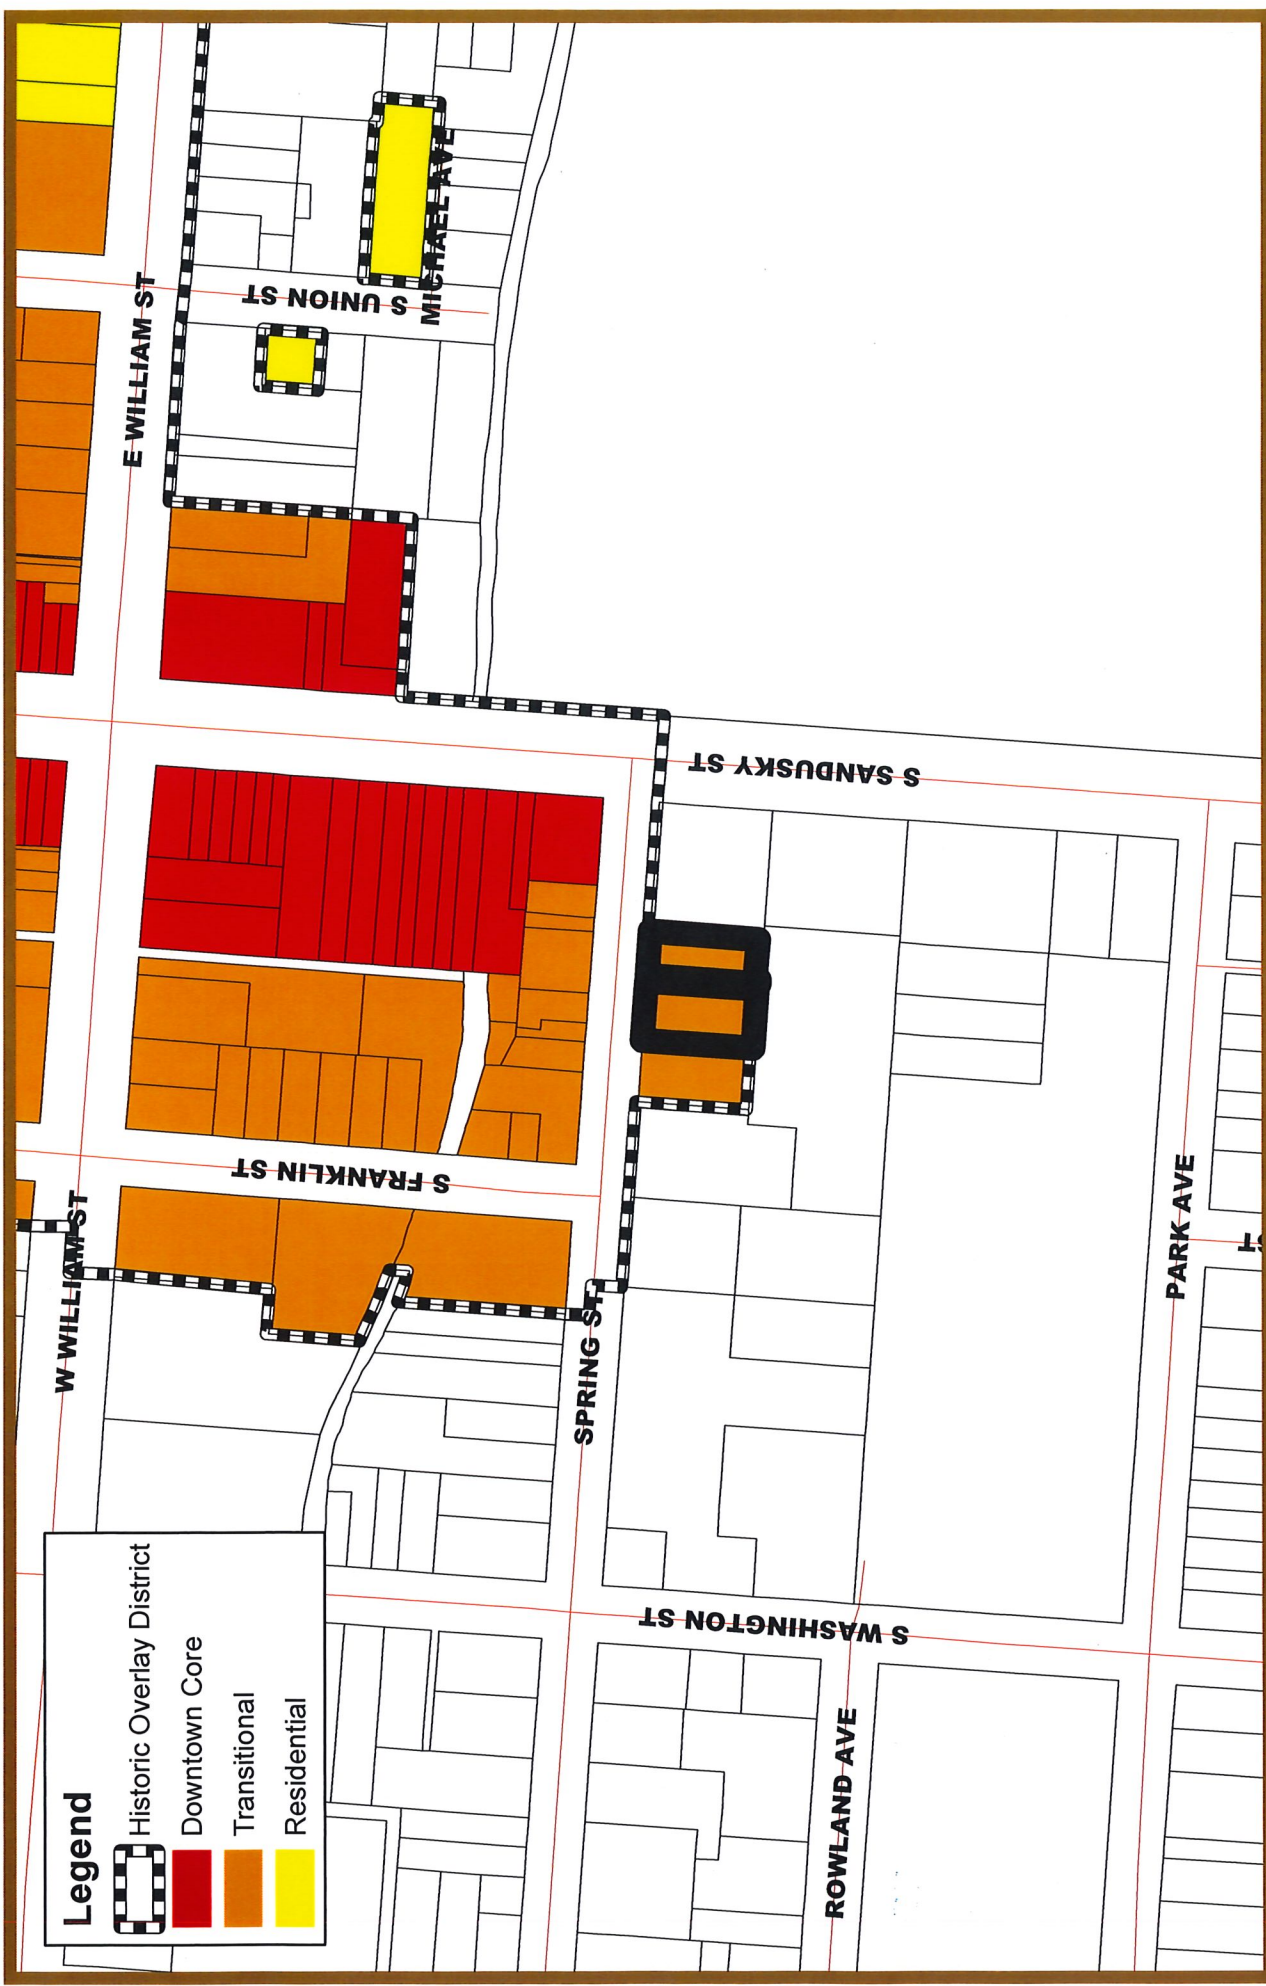 Legend
Historic Overlay District
Downtown Core
Transitional
Residential
W WILLIAM ST
E WILLIAM ST
S UNION ST
MICHAEL AVE
S SANDUSKY ST
S FRANKLIN ST
SPRING ST
S WASHINGTON ST
ROWLAND AVE
PARK AVE